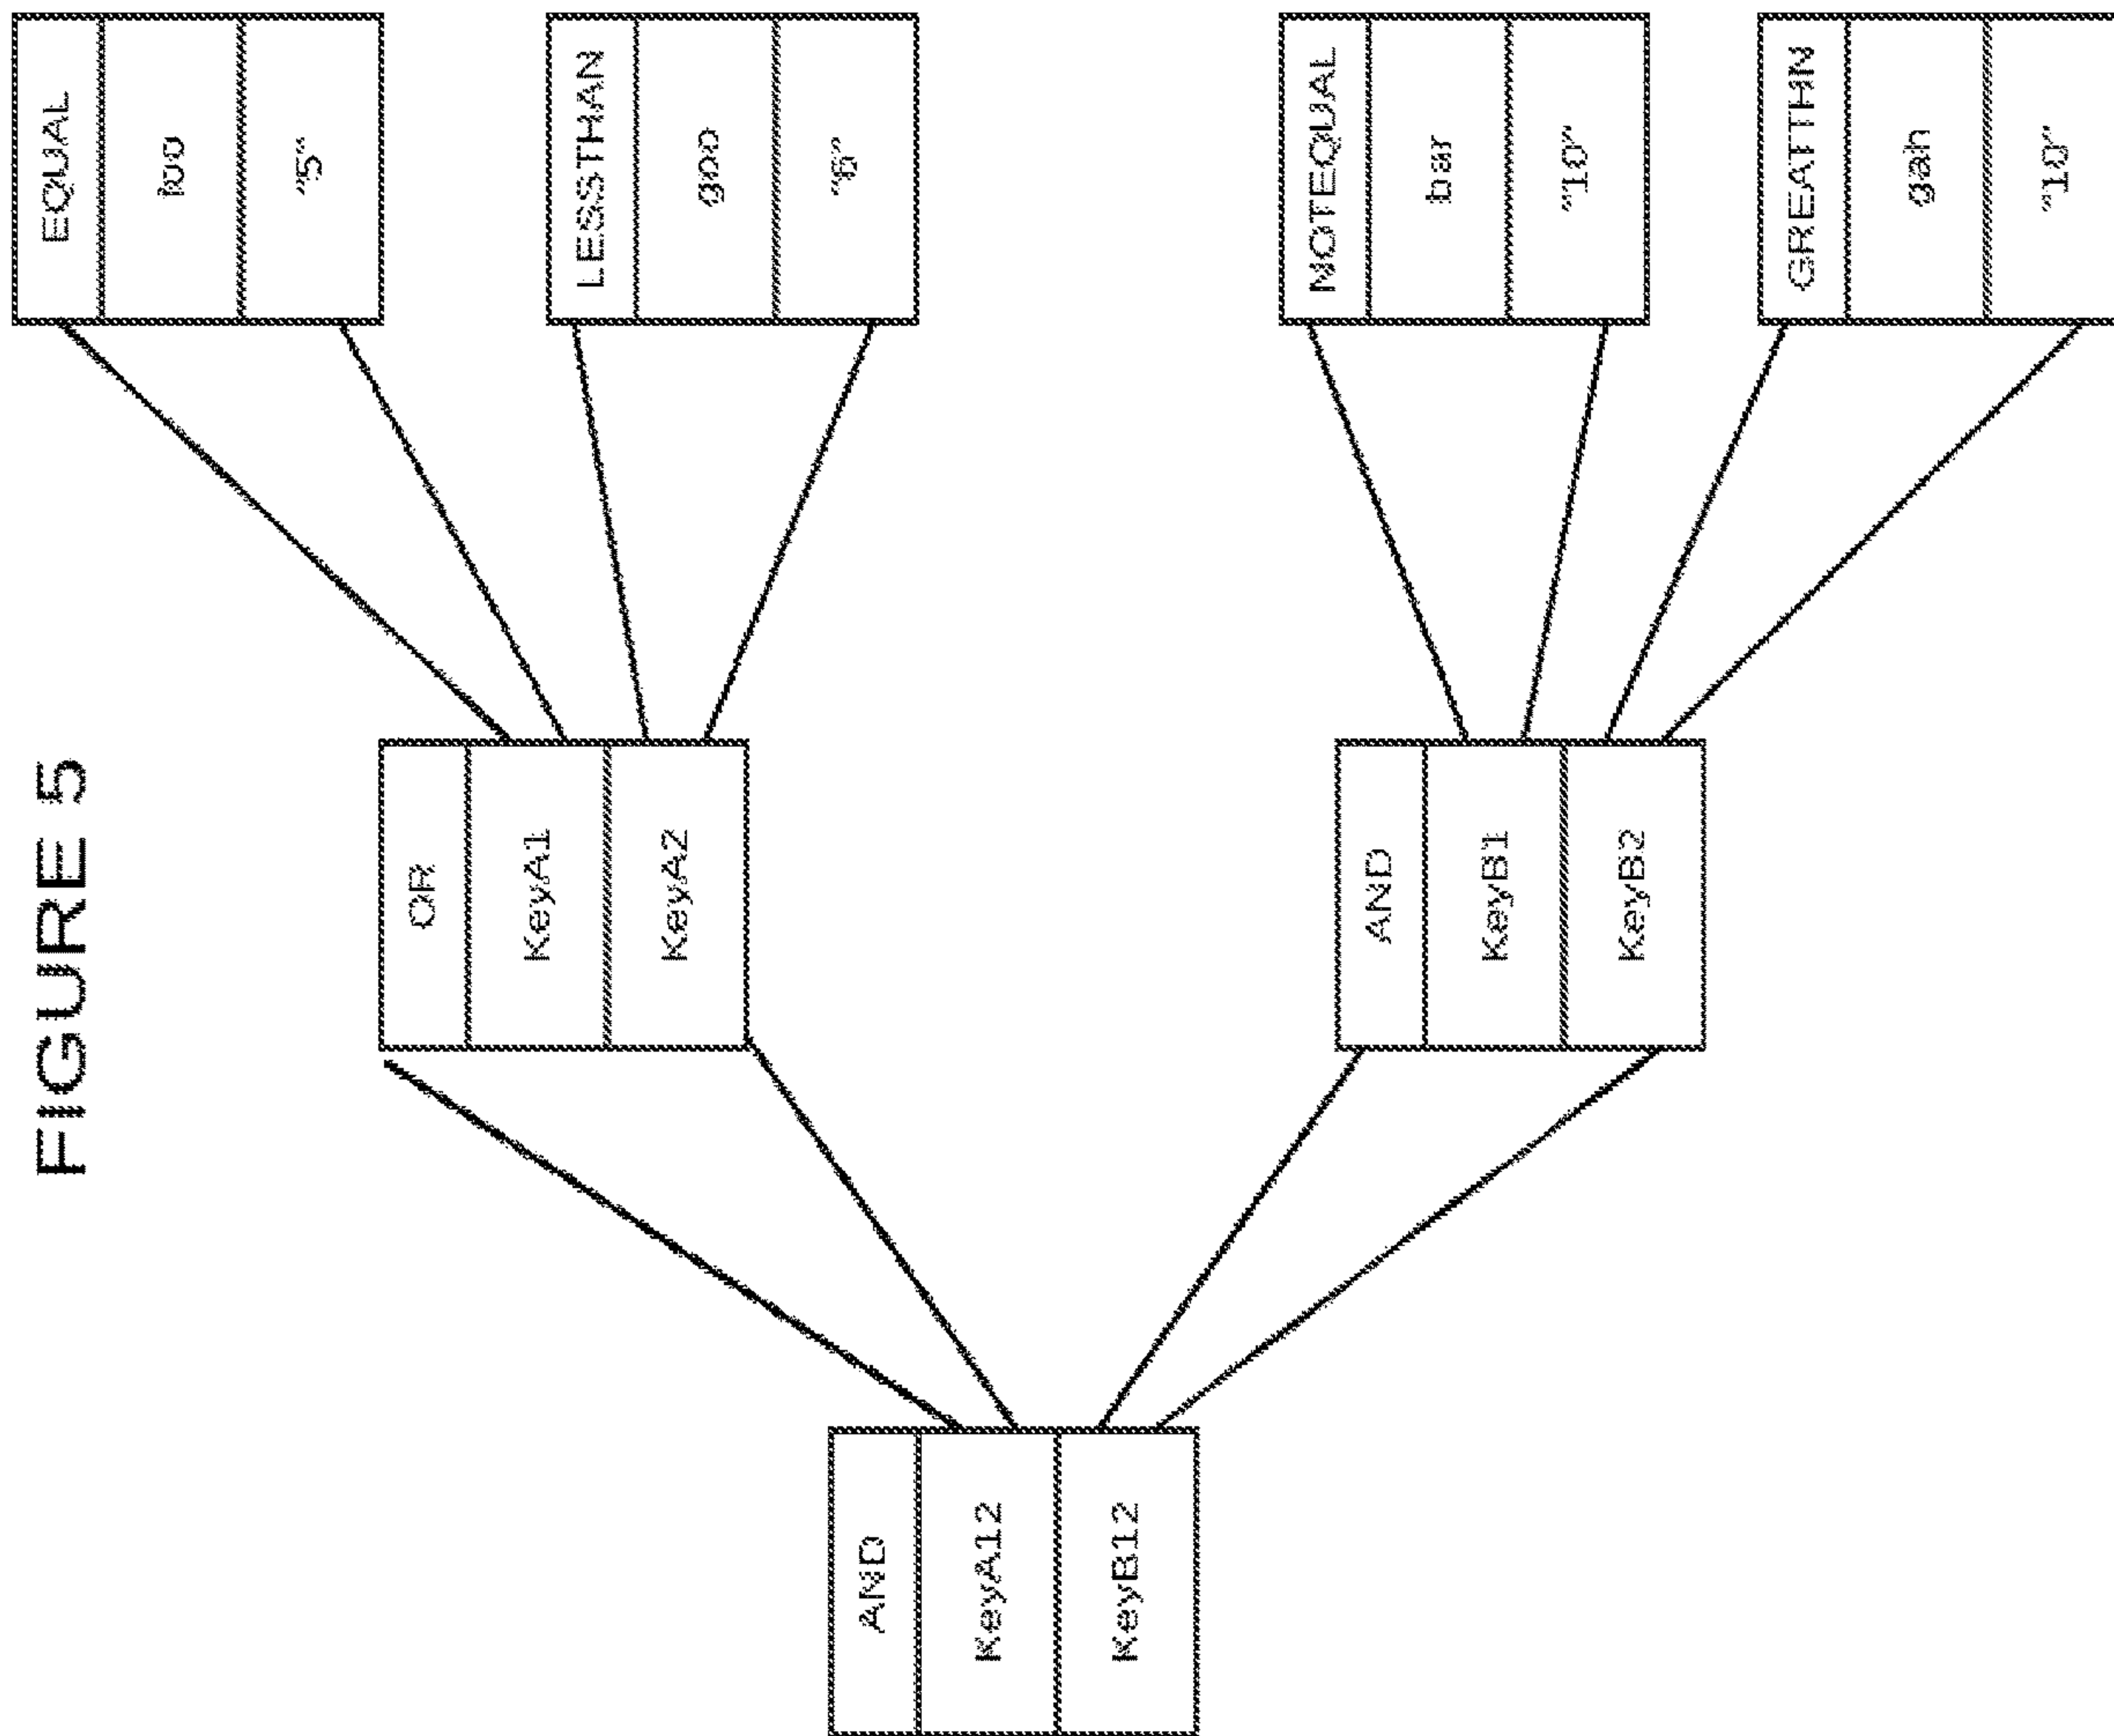 FIGURE 5
AND
KeyA12
KeyB12
OR
KeyA1
KeyA2
AND
KeyB1
KeyB2
EQUAL
foo
“5”
LESSTHAN
goo
“6”
NOTEQUAL
bar
“10”
GREATTHN
gah
“10”